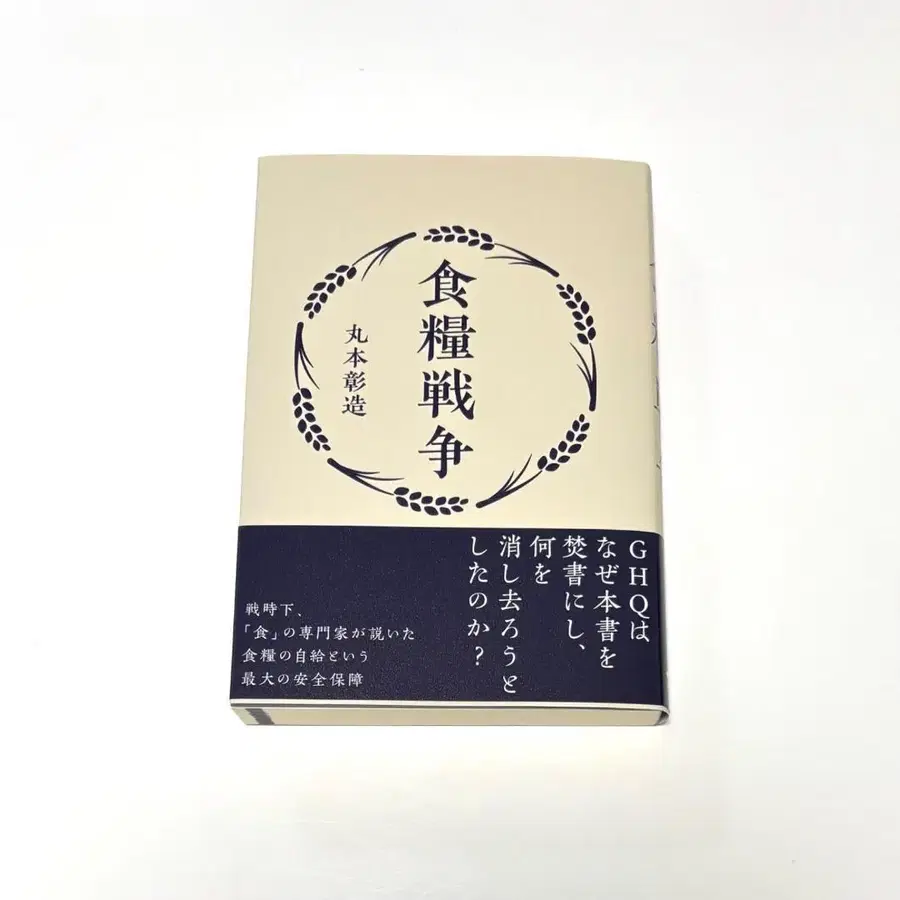 食糧戦争
丸本彰造
GHQは
なぜ本書を
焚書にし、
何を
消し去ろうと
したのか?
戦時下、
「食」の専門家が説いた
食糧の自給という
最大の安全保障